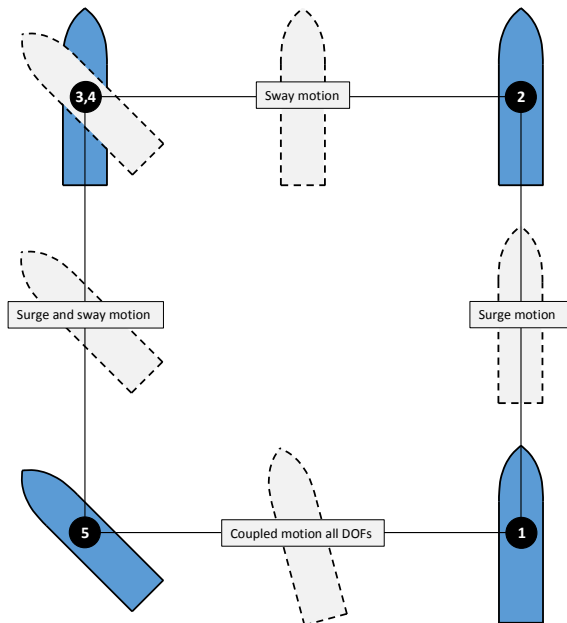 3,4
Sway motion
2
Surge and sway motion
Surge motion
5
Coupled motion all DOFs
1